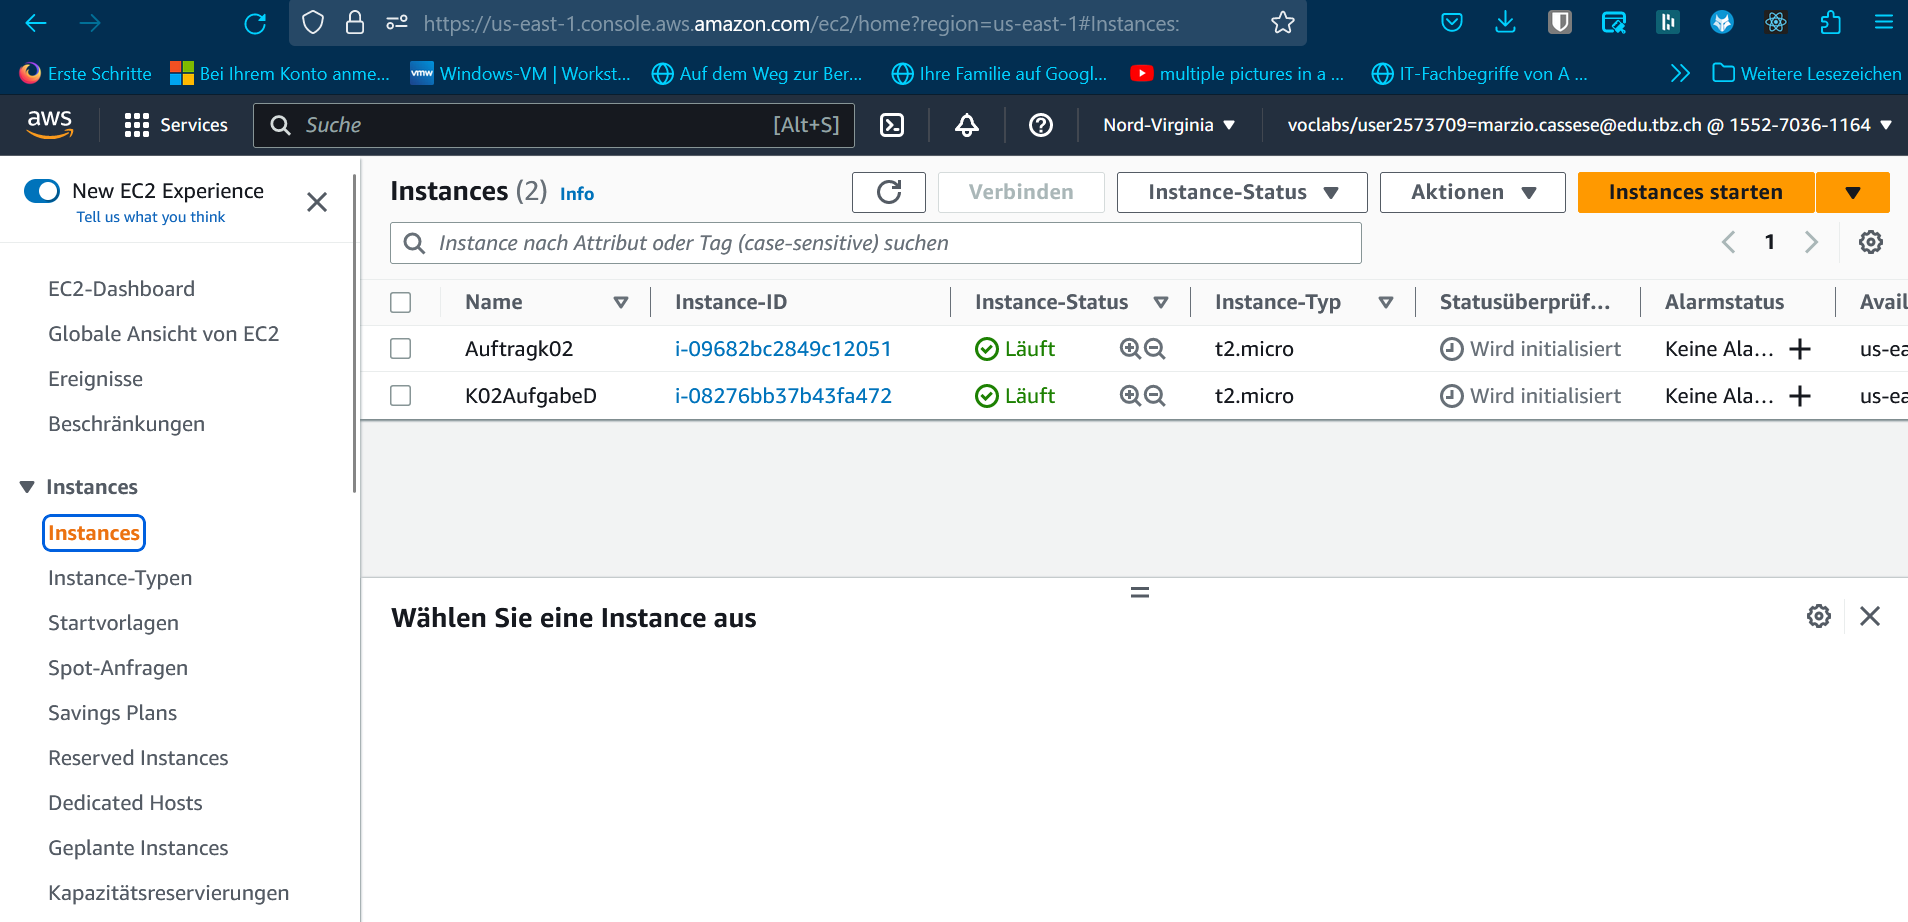 https://us-east-1.console.aws.amazon.com/ec2/home?region=us-east-1#Instances:
Erste Schritte
Bei Ihrem Konto anme...
vmw Windows-VM | Workst...
Auf dem Weg zur Ber...
Ihre Familie auf Googl...
multiple pictures in a ...
IT-Fachbegriffe von A ...
Weitere Lesezeichen
aws
Services
Suche [Alt+S]
Nord-Virginia
voclabs/user2573709=marzio.cassese@edu.tbz.ch @ 1552-7036-1164
New EC2 Experience
Tell us what you think
EC2-Dashboard
Globale Ansicht von EC2
Ereignisse
Beschränkungen
Instances
Instances
Instance-Typen
Startvorlagen
Spot-Anfragen
Savings Plans
Reserved Instances
Dedicated Hosts
Geplante Instances
Kapazitätsreservierungen
Instances (2) Info
Verbinden
Instance-Status
Aktionen
Instances starten
Instance nach Attribut oder Tag (case-sensitive) suchen
1
Name Instance-ID Instance-Status Instance-Typ Statusüberprüf... Alarmstatus Avail
Auftragk02 i-09682bc2849c12051 Läuft t2.micro Wird initialisiert Keine Ala... us-ea
K02AufgabeD i-08276bb37b43fa472 Läuft t2.micro Wird initialisiert Keine Ala... us-ea
Wählen Sie eine Instance aus